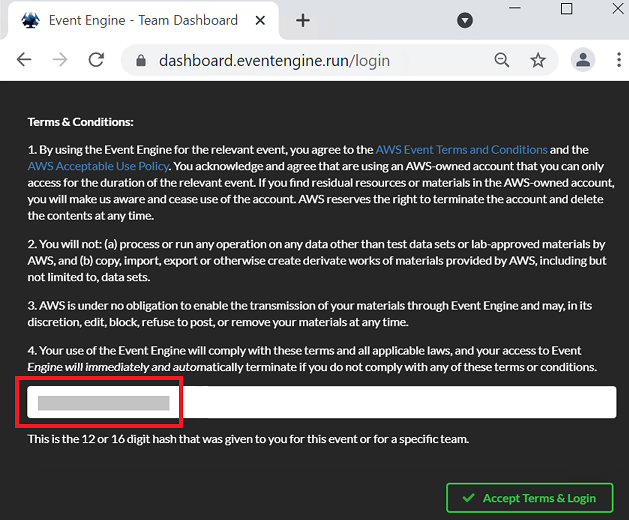 Event Engine - Team Dashboard
dashboard.eventengine.run/login
Terms & Conditions:
1. By using the Event Engine for the relevant event, you agree to the AWS Event Terms and Conditions and the
AWS Acceptable Use Policy. You acknowledge and agree that are using an AWS-owned account that you can only
access for the duration of the relevant event. If you find residual resources or materials in the AWS-owned account,
you will make us aware and cease use of the account. AWS reserves the right to terminate the account and delete
the contents at any time.
2. You will not: (a) process or run any operation on any data other than test data sets or lab-approved materials by
AWS, and (b) copy, import, export or otherwise create derivate works of materials provided by AWS, including but
not limited to, data sets.
3. AWS is under no obligation to enable the transmission of your materials through Event Engine and may, in its
discretion, edit, block, refuse to post, or remove your materials at any time.
4. Your use of the Event Engine will comply with these terms and all applicable laws, and your access to Event
Engine will immediately and automatically terminate if you do not comply with any of these terms or conditions.
This is the 12 or 16 digit hash that was given to you for this event or for a specific team.
Accept Terms & Login